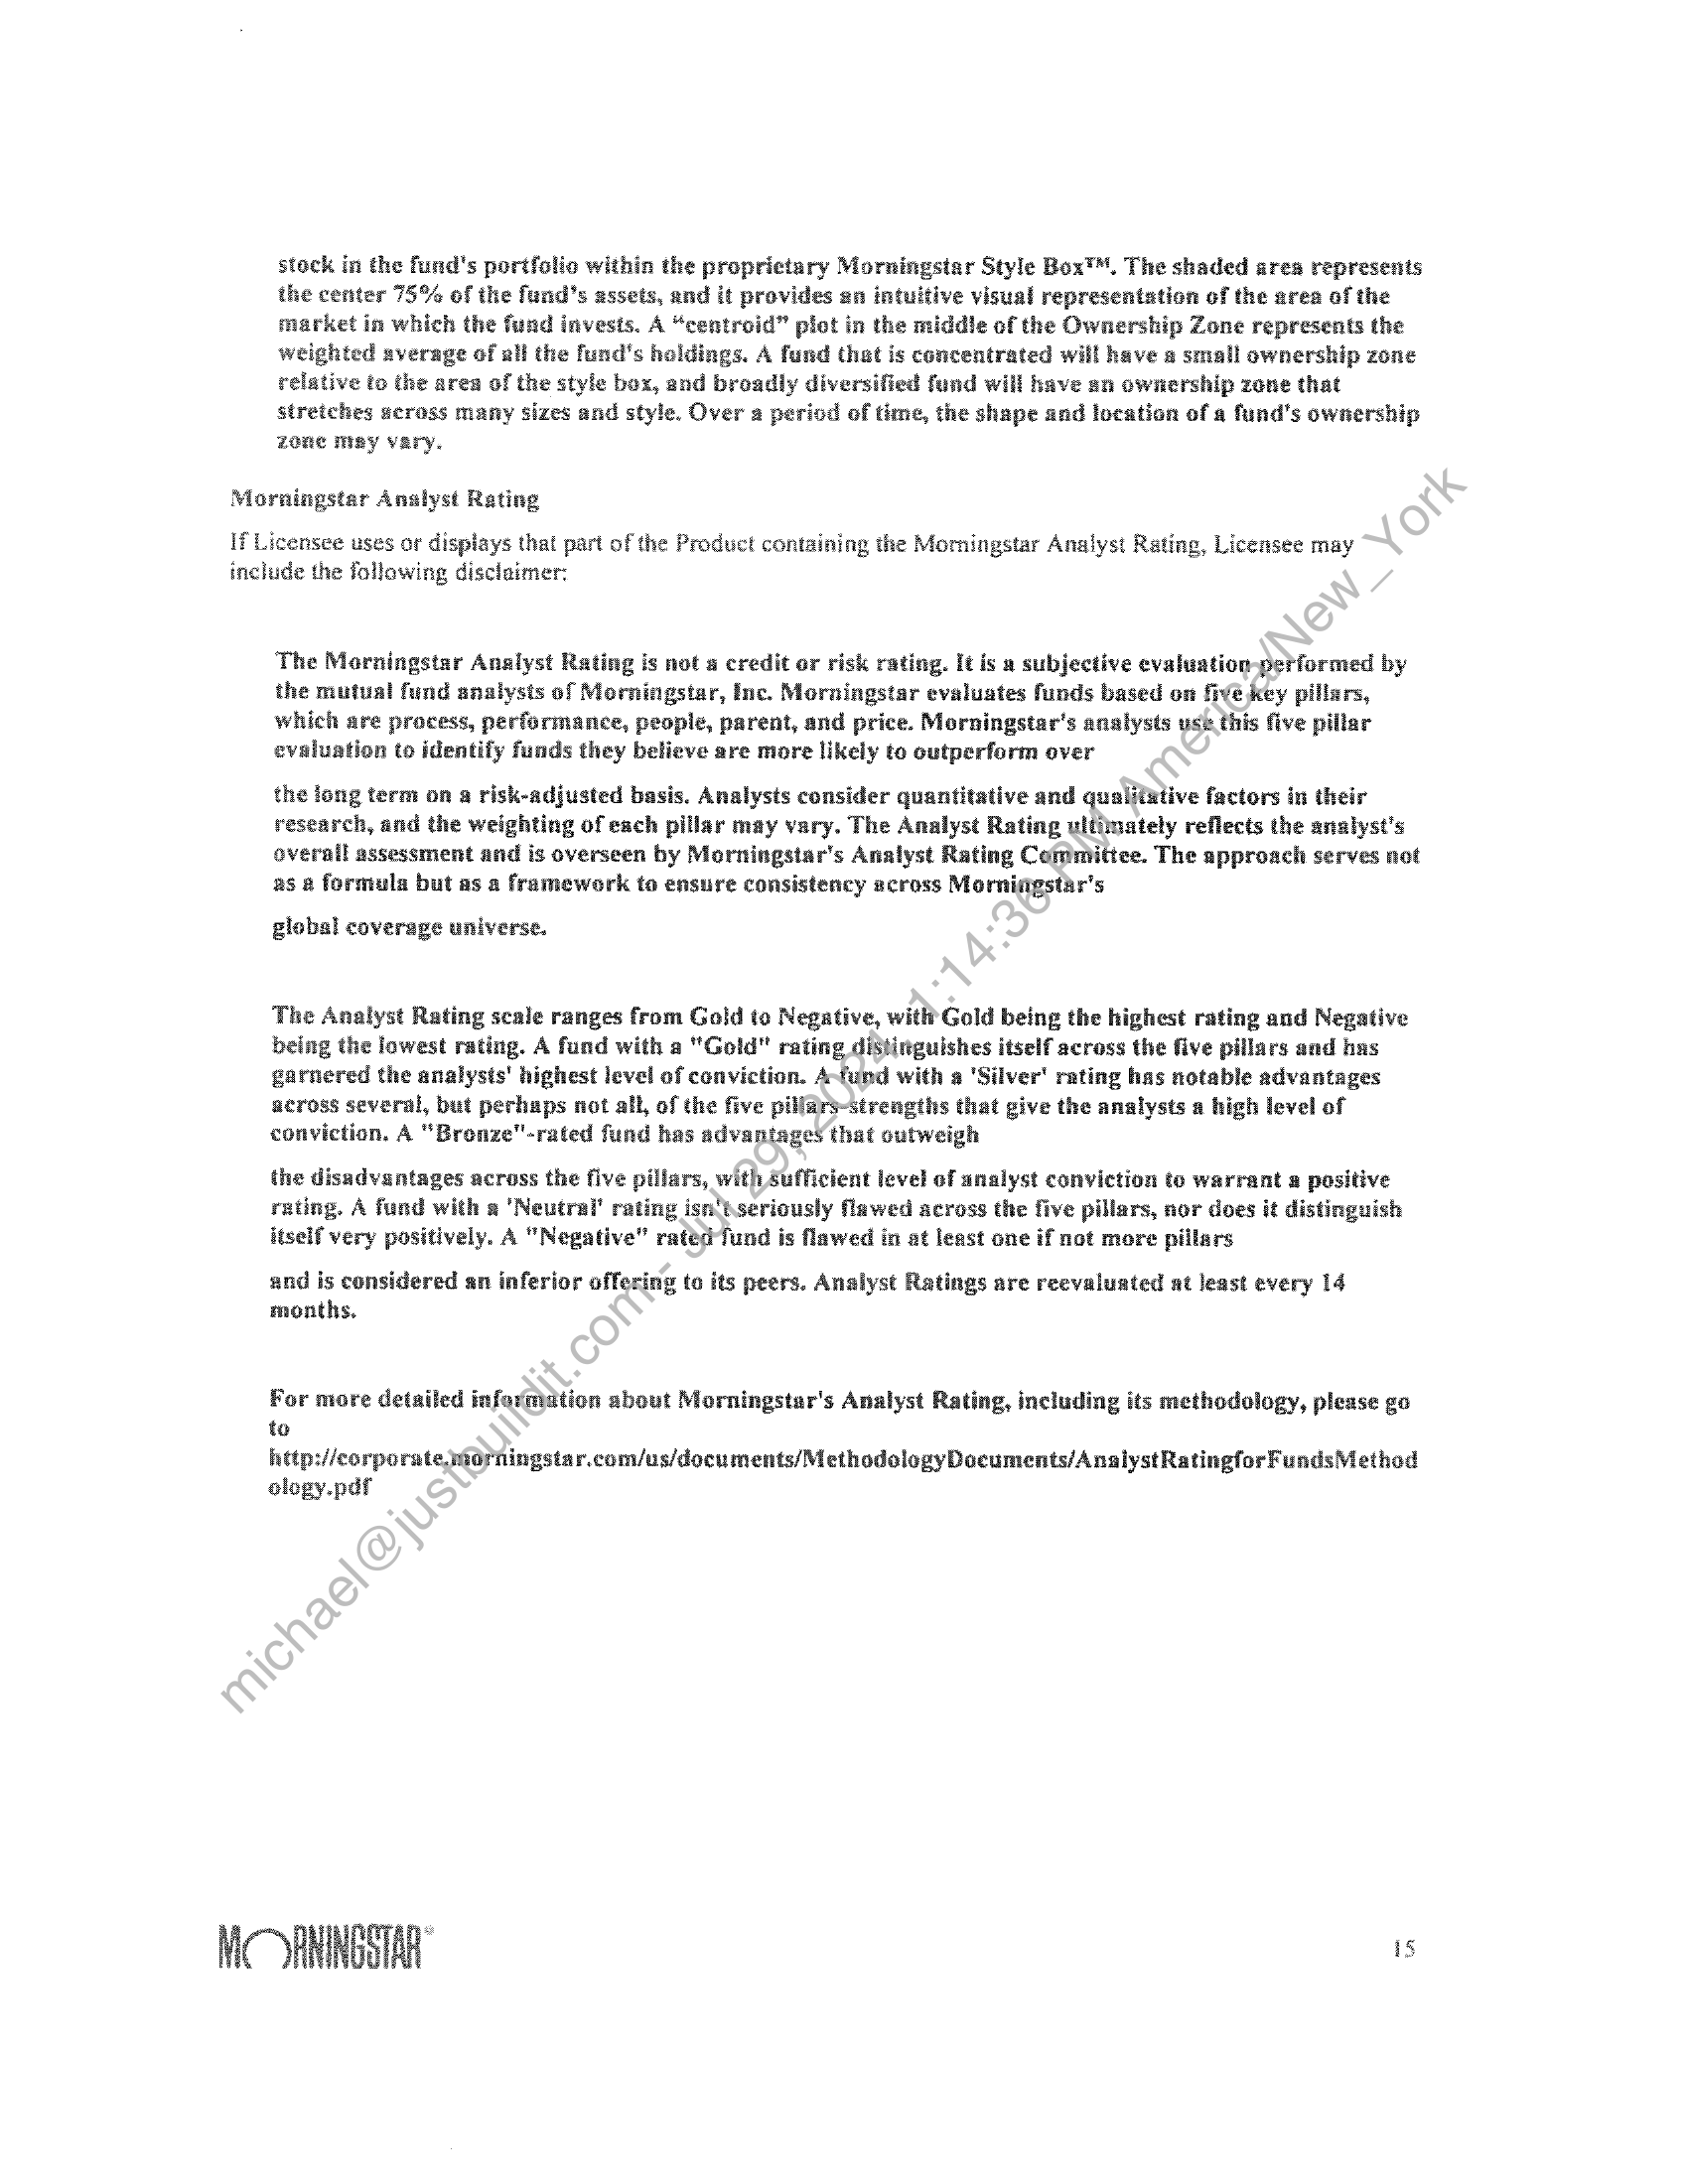 stock in the fund's portfolio within the proprietary Morningstar Style Box™. The shaded area represents
the center 75% of the fund's assets, and it provides an intuitive visual representation of the area of the
market in which the fund invests. A “centroid” plot in the middle of the Ownership Zone represents the
weighted average of all the fund's holdings. A fund that is concentrated will have a small ownership zone
relative to the area of the style box, and broadly diversified fund will have an ownership zone that
stretches across many sizes and style. Over a period of time, the shape and location of a fund's ownership
zone may vary.
Morningstar Analyst Rating
If Licensee uses or displays that part of the Product containing the Morningstar Analyst Rating, Licensee may
include the following disclaimer:
The Morningstar Analyst Rating is not a credit or risk rating. It is a subjective evaluation performed by
the mutual fund analysts of Morningstar, Inc. Morningstar evaluates funds based on five key pillars,
which are process, performance, people, parent, and price. Morningstar's analysts use this five pillar
evaluation to identify funds they believe are more likely to outperform over
the long term on a risk-adjusted basis. Analysts consider quantitative and qualitative factors in their
research, and the weighting of each pillar may vary. The Analyst Rating ultimately reflects the analyst's
overall assessment and is overseen by Morningstar's Analyst Rating Committee. The approach serves not
as a formula but as a framework to ensure consistency across Morningstar's
global coverage universe.
The Analyst Rating scale ranges from Gold to Negative, with Gold being the highest rating and Negative
being the lowest rating. A fund with a "Gold" rating distinguishes itself across the five pillars and has
garnered the analysts' highest level of conviction. A fund with a 'Silver' rating has notable advantages
across several, but perhaps not all, of the five pillars-strengths that give the analysts a high level of
conviction. A "Bronze"-rated fund has advantages that outweigh
the disadvantages across the five pillars, with sufficient level of analyst conviction to warrant a positive
rating. A fund with a 'Neutral' rating isn't seriously flawed across the five pillars, nor does it distinguish
itself very positively. A "Negative" rated fund is flawed in at least one if not more pillars
and is considered an inferior offering to its peers. Analyst Ratings are reevaluated at least every 14
months.
For more detailed information about Morningstar's Analyst Rating, including its methodology, please go
to
http://corporate.morningstar.com/us/documents/MethodologyDocuments/AnalystRatingforFundsMethod
ology.pdf
michael@justbuildit.com - Jul 29, 2024, 1:14:36 PM America/New_York
MORNINGSTAR®
15